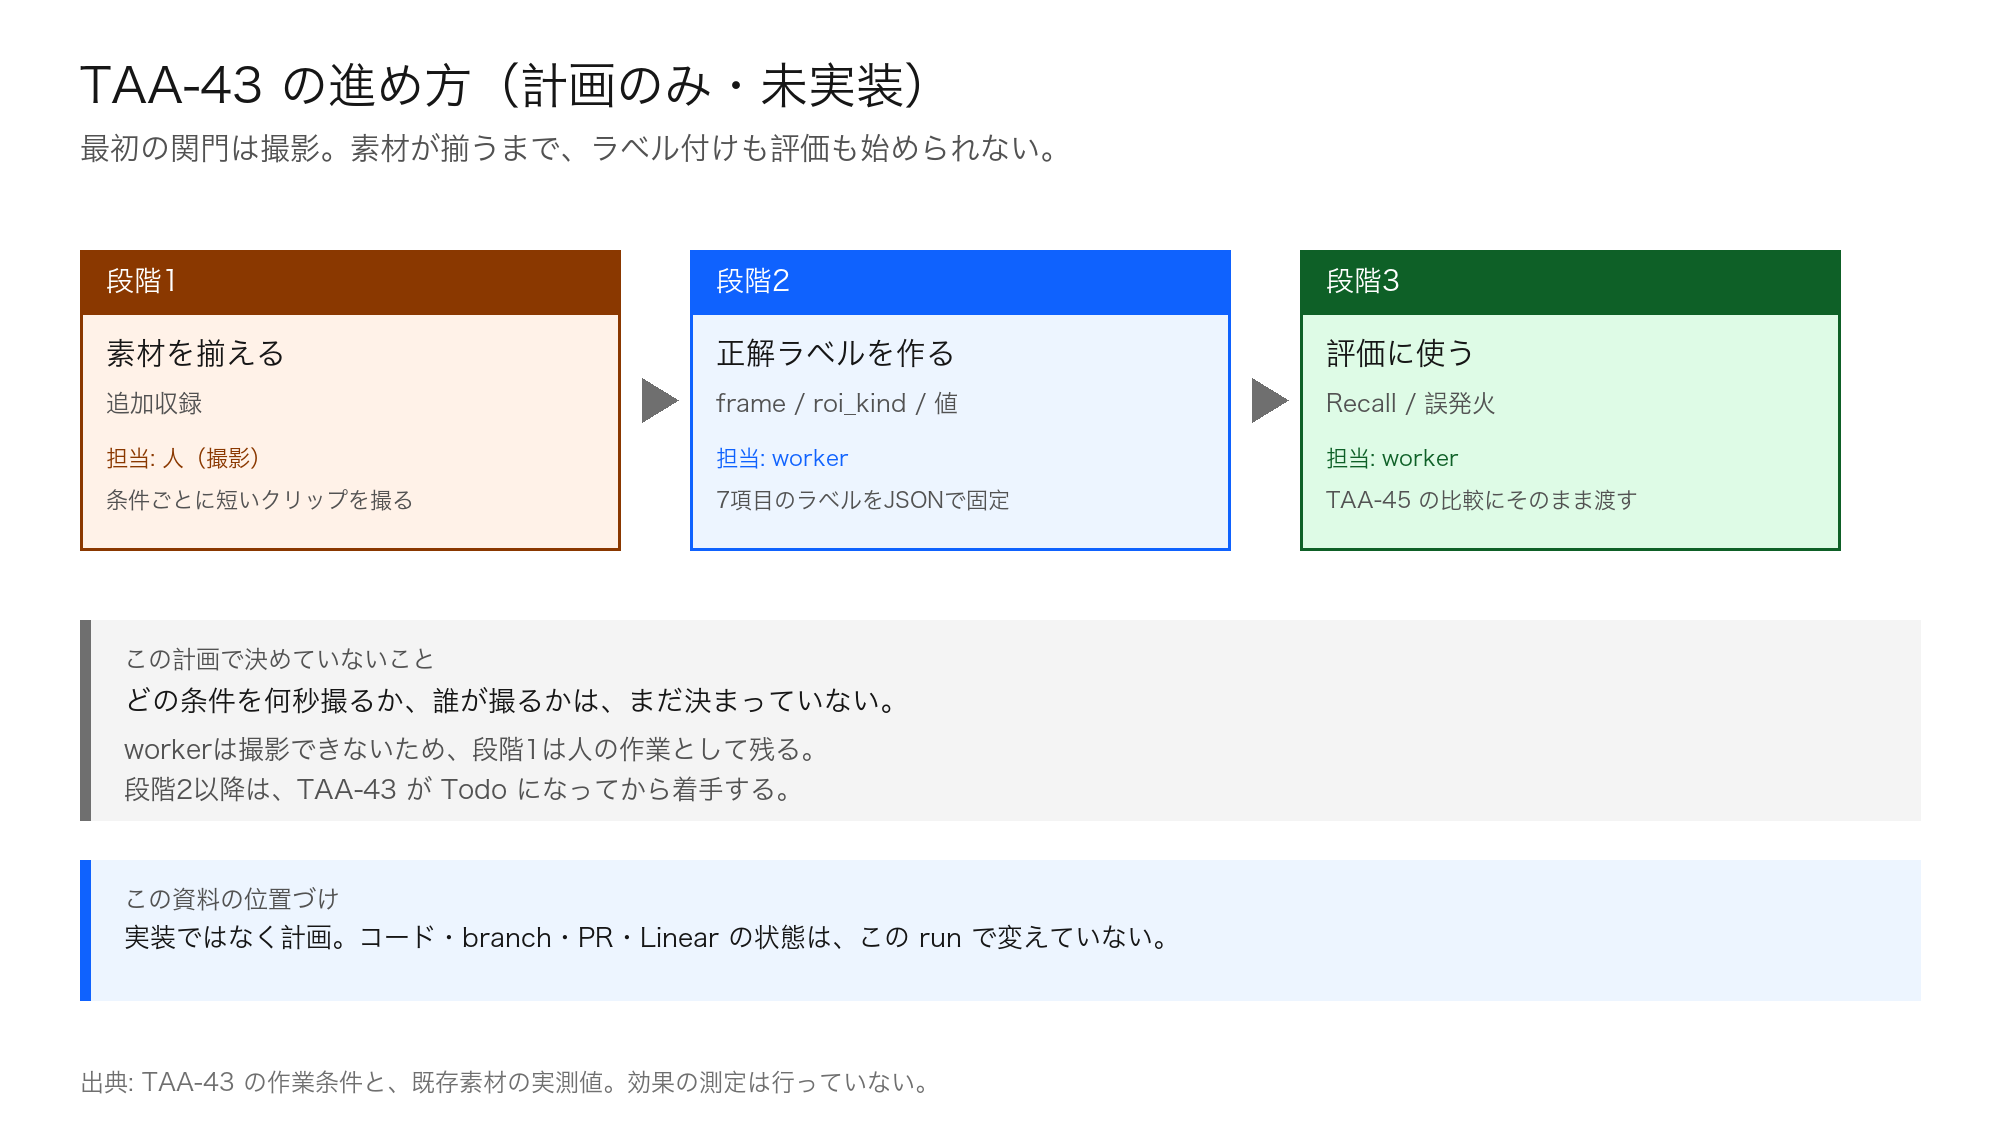 TAA-43 の進め方（計画のみ・未実装）
最初の関門は撮影。素材が揃うまで、ラベル付けも評価も始められない。
段階1
素材を揃える
追加収録
担当: 人（撮影）
条件ごとに短いクリップを撮る
段階2
正解ラベルを作る
frame / roi_kind / 値
担当: worker
7項目のラベルをJSONで固定
段階3
評価に使う
Recall / 誤発火
担当: worker
TAA-45 の比較にそのまま渡す
この計画で決めていないこと
どの条件を何秒撮るか、誰が撮るかは、まだ決まっていない。
workerは撮影できないため、段階1は人の作業として残る。
段階2以降は、TAA-43 が Todo になってから着手する。
この資料の位置づけ
実装ではなく計画。コード・branch・PR・Linear の状態は、この run で変えていない。
出典: TAA-43 の作業条件と、既存素材の実測値。効果の測定は行っていない。